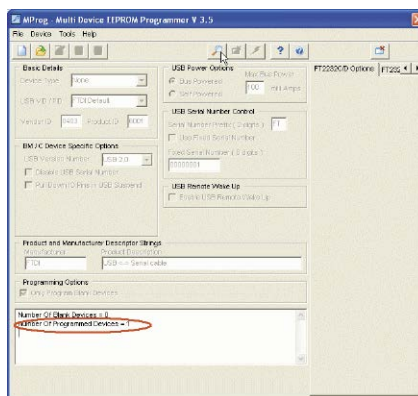 MProg - Multi Device EEPROM Programmer V 3.5
File Device Tools Help
Basic Details
Device Type None
USB VID / PID FTDI Default
Vendor ID 0403 Product ID 6001
USB Power Options
Bus Powered
Self Powered
Max Bus Power
100 milli Amps
USB Serial Number Control
Serial Number Prefix ( 2 digits ) FT
Use Fixed Serial Number
Fixed Serial Number ( 8 digits )
00000001
BM / C Device Specific Options
USB Version Number USB 2.0
Disable USB Serial Number
Pull Down IO Pins in USB Suspend
USB Remote Wake Up
Enable USB Remote Wake Up
Product and Manufacturer Descriptor Strings
Manufacturer Product Description
FTDI USB <-> Serial cable
Programming Options
Only Program Blank Devices
Number Of Blank Devices = 0
Number Of Programmed Devices = 1
FT2232C/D Options